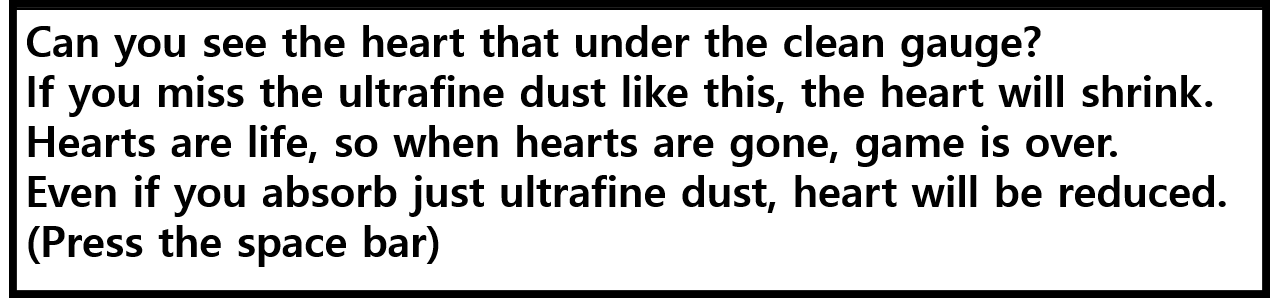 Can you see the heart that under the clean gauge?
If you miss the ultrafine dust like this, the heart will shrink.
Hearts are life, so when hearts are gone, game is over.
Even if you absorb just ultrafine dust, heart will be reduced.
(Press the space bar)